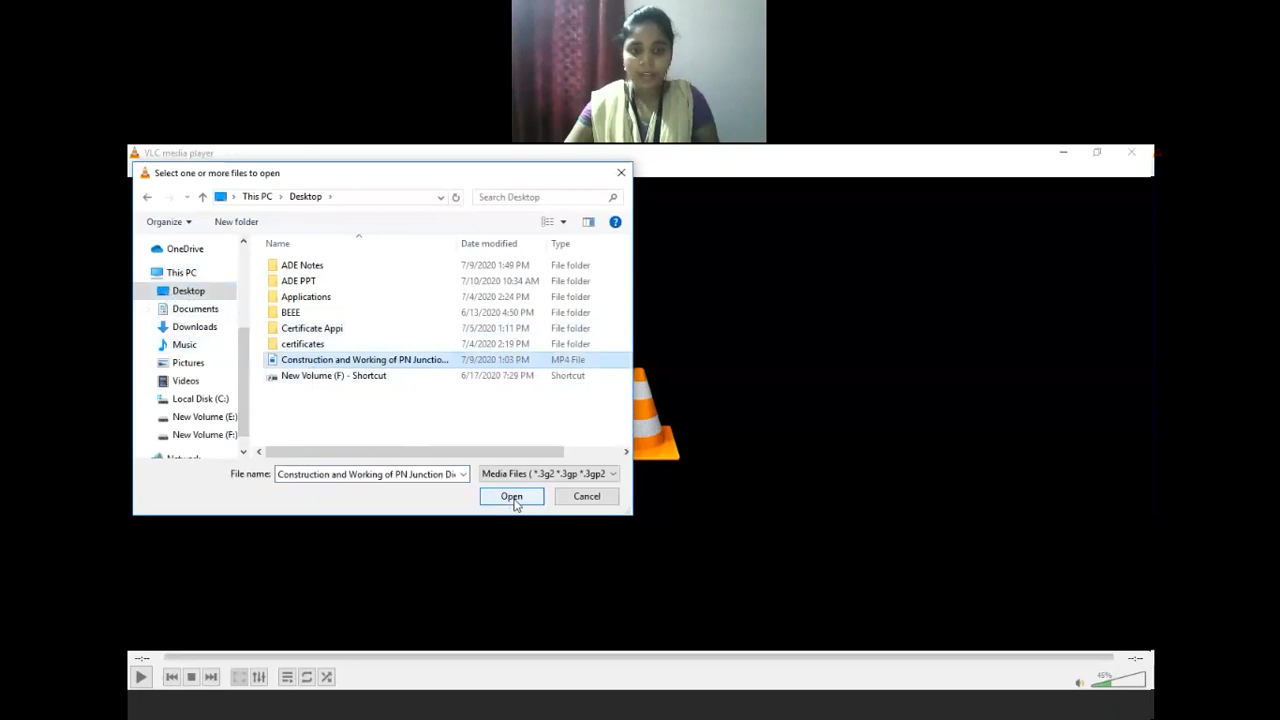 VLC media player
Select one or more files to open
This PC Desktop
Search Desktop
Organize New folder
Name Date modified Type
OneDrive
This PC
Desktop
Documents
Downloads
Music
Pictures
Videos
Local Disk (C:)
New Volume (E:)
New Volume (F:)
ADE Notes 7/9/2020 1:49 PM File folder
ADE PPT 7/10/2020 10:34 AM File folder
Applications 7/4/2020 2:24 PM File folder
BEEE 6/13/2020 4:50 PM File folder
Certificate Appi 7/5/2020 1:11 PM File folder
certificates 7/4/2020 2:19 PM File folder
Construction and Working of PN Junctio... 7/9/2020 1:03 PM MP4 File
New Volume (F) - Shortcut 6/17/2020 7:29 PM Shortcut
File name: Construction and Working of PN Junction Di
Media Files ( *.3g2 *.3gp *.3gp2
Open Cancel
--:-- --:--
45%